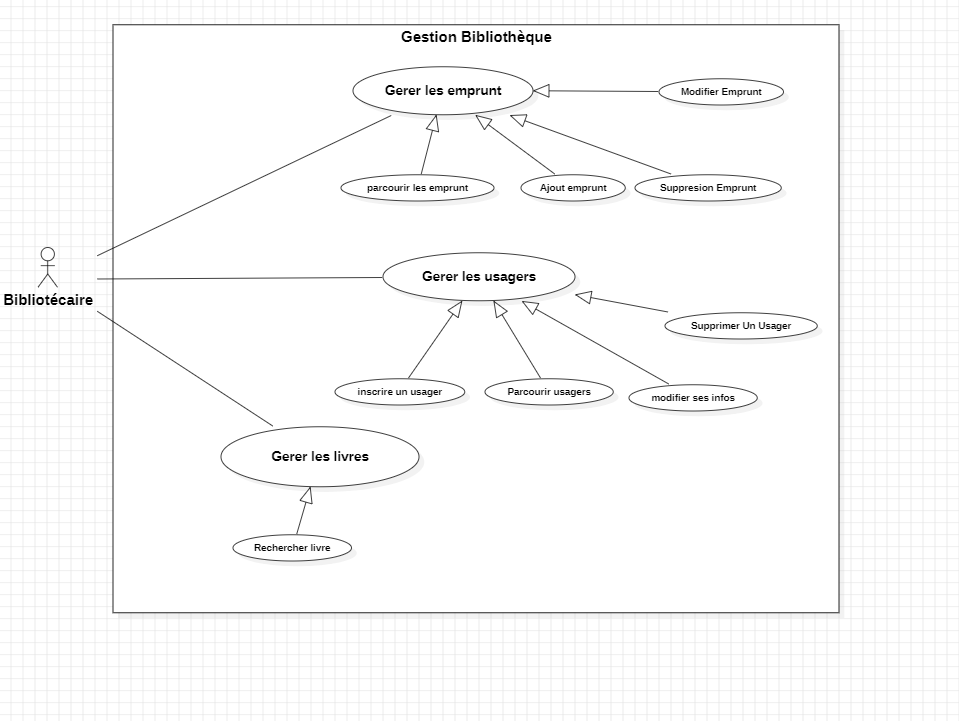 Gestion Bibliothèque
Gerer les emprunt
Modifier Emprunt
parcourir les emprunt
Ajout emprunt
Suppresion Emprunt
Bibliotécaire
Gerer les usagers
Supprimer Un Usager
inscrire un usager
Parcourir usagers
modifier ses infos
Gerer les livres
Rechercher livre